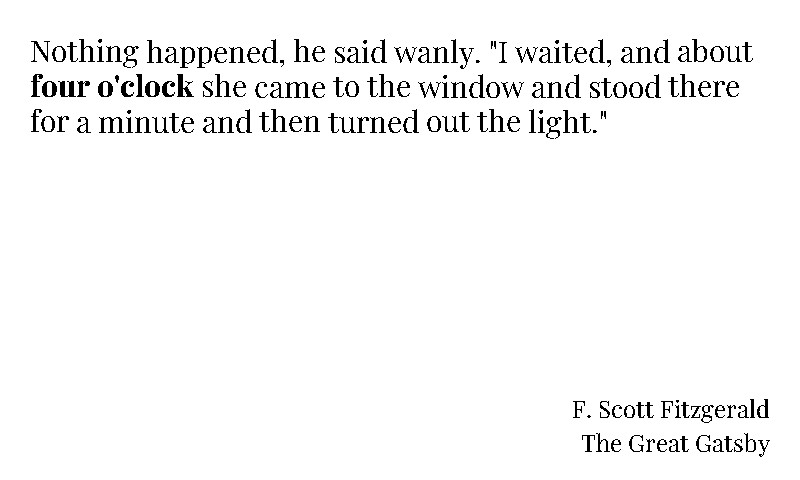 Nothing happened, he said wanly. "I waited, and about
four o'clock she came to the window and stood there
for a minute and then turned out the light."
F. Scott Fitzgerald
The Great Gatsby